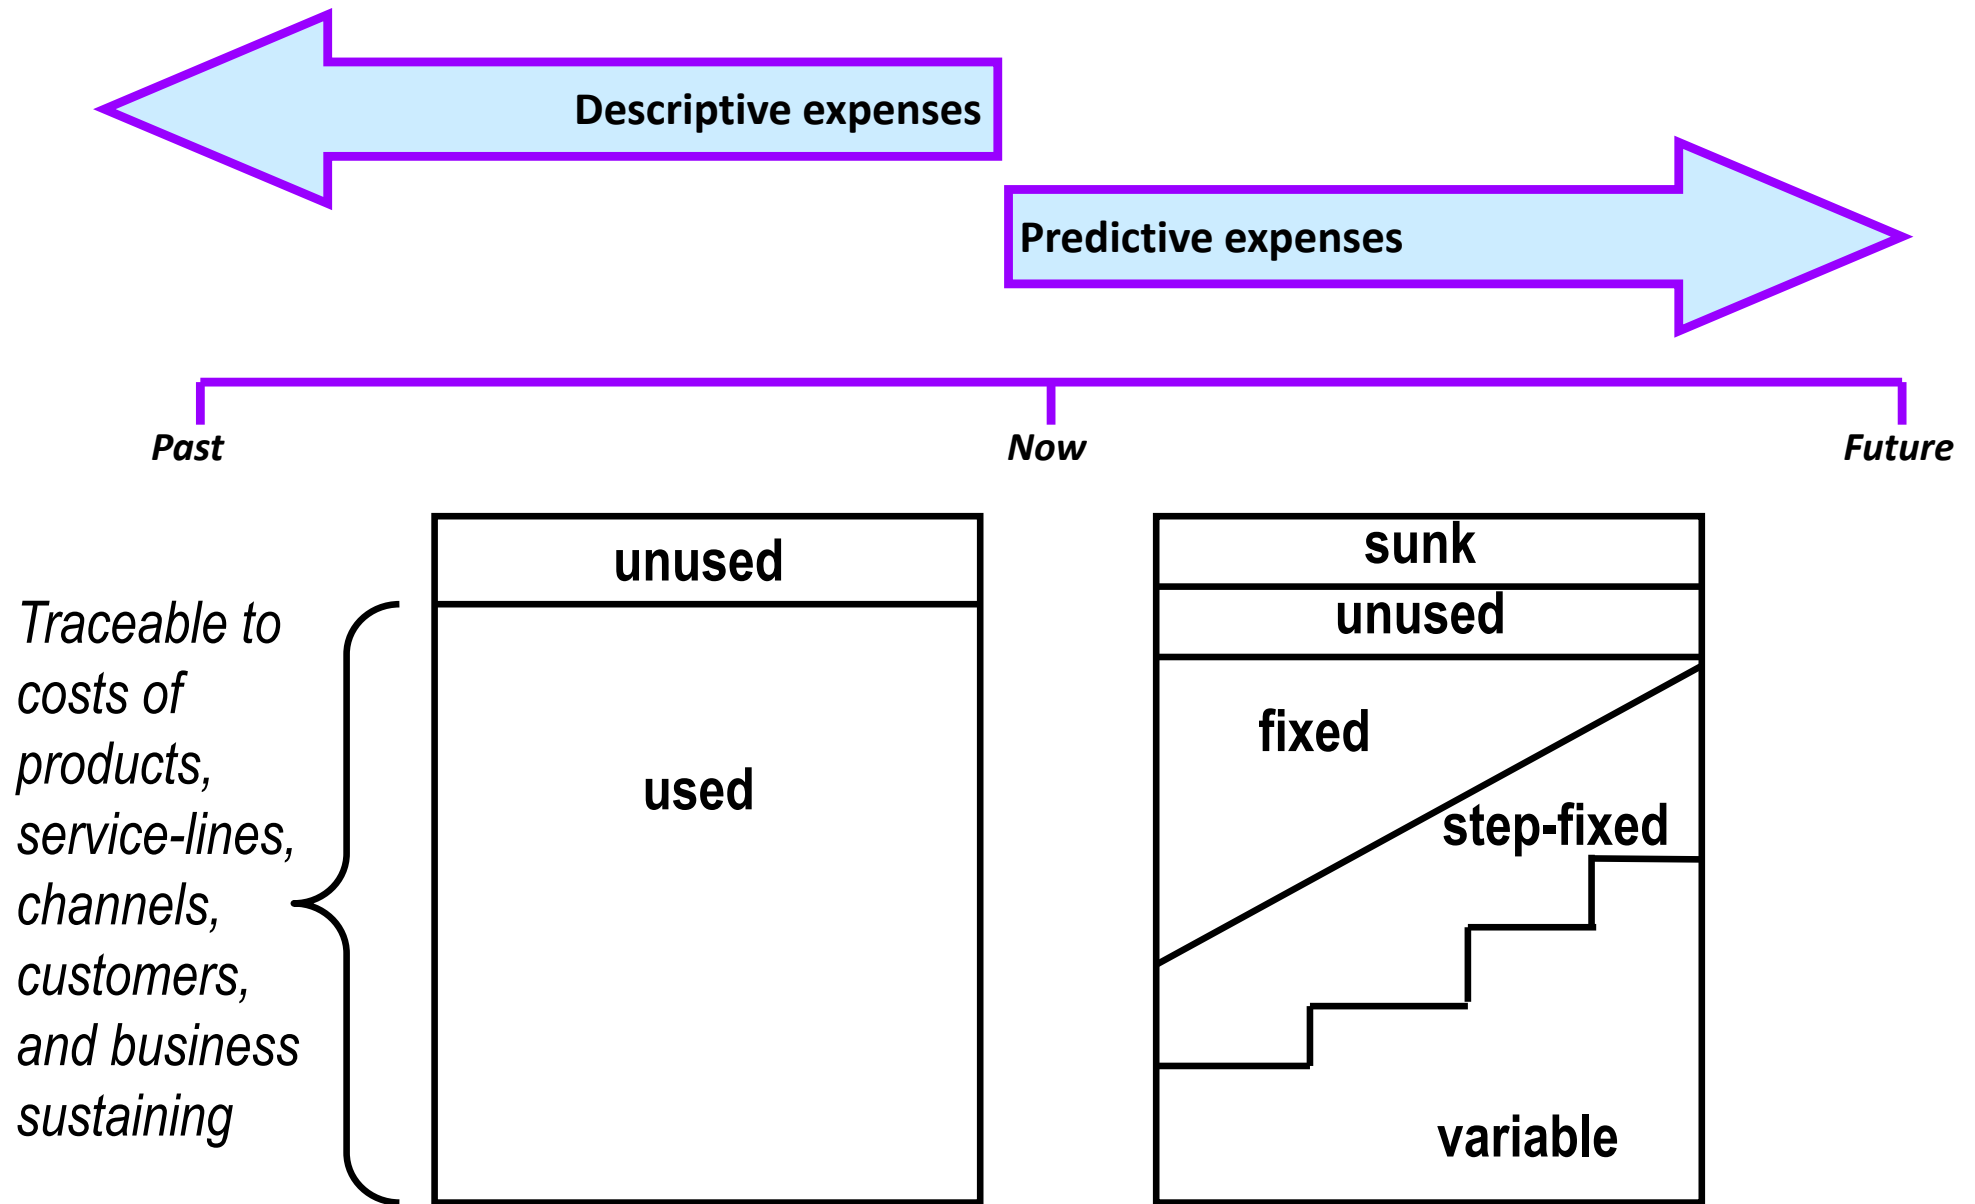 Descriptive expenses
Predictive expenses
Past
Now
Future
Traceable to
costs of
products,
service-lines,
channels,
customers,
and business
sustaining
unused
used
sunk
unused
fixed
step-fixed
variable